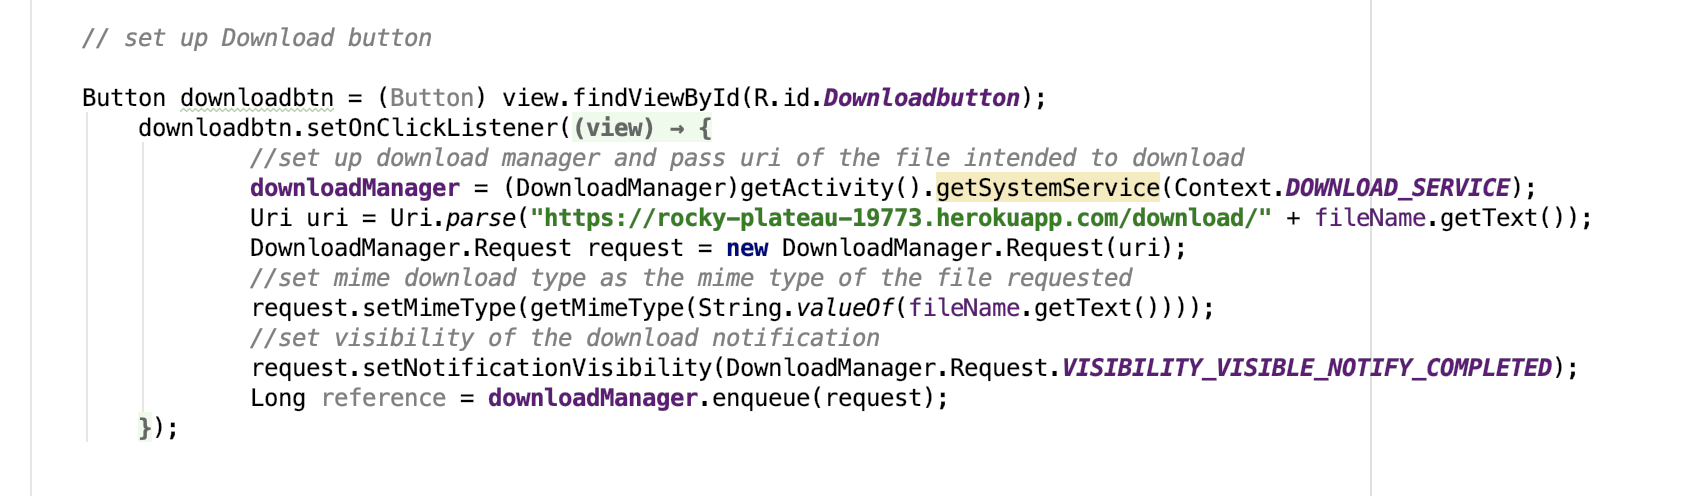 // set up Download button
Button downloadbtn = (Button) view.findViewById(R.id.Downloadbutton);
downloadbtn.setOnClickListener((view) → {
//set up download manager and pass uri of the file intended to download
downloadManager = (DownloadManager)getActivity().getSystemService(Context.DOWNLOAD_SERVICE);
Uri uri = Uri.parse("https://rocky-plateau-19773.herokuapp.com/download/" + fileName.getText());
DownloadManager.Request request = new DownloadManager.Request(uri);
//set mime download type as the mime type of the file requested
request.setMimeType(getMimeType(String.valueOf(fileName.getText())));
//set visibility of the download notification
request.setNotificationVisibility(DownloadManager.Request.VISIBILITY_VISIBLE_NOTIFY_COMPLETED);
Long reference = downloadManager.enqueue(request);
});